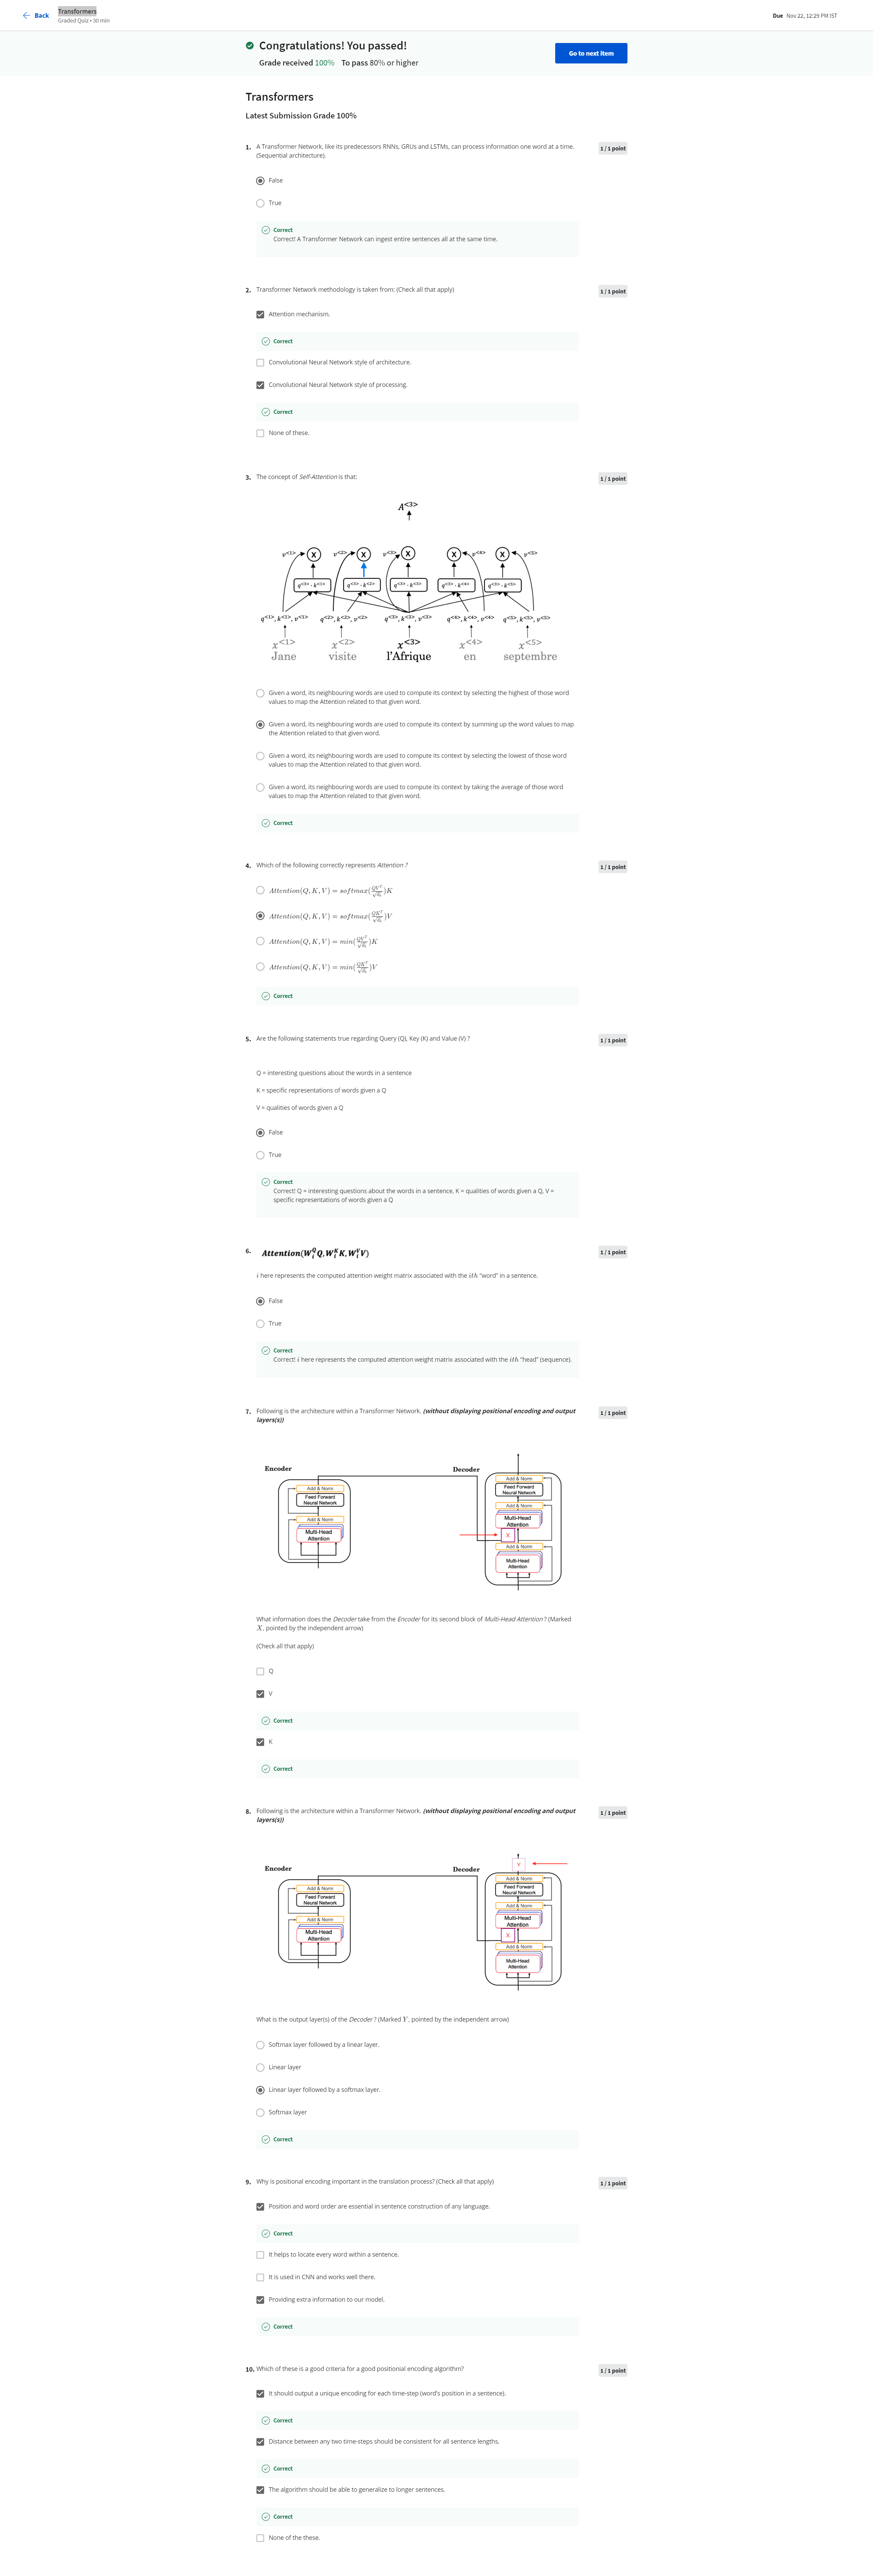 Back
Transformers
Graded Quiz • 30 min
Due Nov 22, 12:29 PM IST
Congratulations! You passed!
Grade received 100% To pass 80% or higher
Go to next item
Transformers
Latest Submission Grade 100%
1. A Transformer Network, like its predecessors RNNs, GRUs and LSTMs, can process information one word at a time.
(Sequential architecture).
1 / 1 point
False
True
Correct
Correct! A Transformer Network can ingest entire sentences all at the same time.
2. Transformer Network methodology is taken from: (Check all that apply)
1 / 1 point
Attention mechanism.
Correct
Convolutional Neural Network style of architecture.
Convolutional Neural Network style of processing.
Correct
None of these.
3. The concept of Self-Attention is that:
1 / 1 point
A<3>
v<1> X v<2> X v<3> X X v<4> X v<5>
q<3> · k<1> q<3> · k<2> q<3> · k<3> q<3> · k<4> q<3> · k<5>
q<1>, k<1>, v<1> q<2>, k<2>, v<2> q<3>, k<3>, v<3> q<4>, k<4>, v<4> q<5>, k<5>, v<5>
x<1> x<2> x<3> x<4> x<5>
Jane visite l'Afrique en septembre
Given a word, its neighbouring words are used to compute its context by selecting the highest of those word
values to map the Attention related to that given word.
Given a word, its neighbouring words are used to compute its context by summing up the word values to map
the Attention related to that given word.
Given a word, its neighbouring words are used to compute its context by selecting the lowest of those word
values to map the Attention related to that given word.
Given a word, its neighbouring words are used to compute its context by taking the average of those word
values to map the Attention related to that given word.
Correct
4. Which of the following correctly represents Attention ?
1 / 1 point
Attention(Q, K, V) = softmax(QV^T/√d_k)K
Attention(Q, K, V) = softmax(QK^T/√d_k)V
Attention(Q, K, V) = min(QV^T/√d_k)K
Attention(Q, K, V) = min(QK^T/√d_k)V
Correct
5. Are the following statements true regarding Query (Q), Key (K) and Value (V) ?
1 / 1 point
Q = interesting questions about the words in a sentence
K = specific representations of words given a Q
V = qualities of words given a Q
False
True
Correct
Correct! Q = interesting questions about the words in a sentence, K = qualities of words given a Q, V =
specific representations of words given a Q
6. Attention(W_i^Q Q, W_i^K K, W_i^V V)
1 / 1 point
i here represents the computed attention weight matrix associated with the ith "word" in a sentence.
False
True
Correct
Correct! i here represents the computed attention weight matrix associated with the ith "head" (sequence).
7. Following is the architecture within a Transformer Network. (without displaying positional encoding and output
layers(s))
1 / 1 point
Encoder
Add & Norm
Feed Forward
Neural Network
Add & Norm
Multi-Head
Attention
Decoder
Add & Norm
Feed Forward
Neural Network
Add & Norm
Multi-Head
Attention
X
Add & Norm
Multi-Head
Attention
What information does the Decoder take from the Encoder for its second block of Multi-Head Attention ? (Marked
X, pointed by the independent arrow)
(Check all that apply)
Q
V
Correct
K
Correct
8. Following is the architecture within a Transformer Network. (without displaying positional encoding and output
layers(s))
1 / 1 point
Encoder
Add & Norm
Feed Forward
Neural Network
Add & Norm
Multi-Head
Attention
Decoder
Y
Add & Norm
Feed Forward
Neural Network
Add & Norm
Multi-Head
Attention
X
Add & Norm
Multi-Head
Attention
What is the output layer(s) of the Decoder ? (Marked Y, pointed by the independent arrow)
Softmax layer followed by a linear layer.
Linear layer
Linear layer followed by a softmax layer.
Softmax layer
Correct
9. Why is positional encoding important in the translation process? (Check all that apply)
1 / 1 point
Position and word order are essential in sentence construction of any language.
Correct
It helps to locate every word within a sentence.
It is used in CNN and works well there.
Providing extra information to our model.
Correct
10. Which of these is a good criteria for a good positionial encoding algorithm?
1 / 1 point
It should output a unique encoding for each time-step (word's position in a sentence).
Correct
Distance between any two time-steps should be consistent for all sentence lengths.
Correct
The algorithm should be able to generalize to longer sentences.
Correct
None of the these.